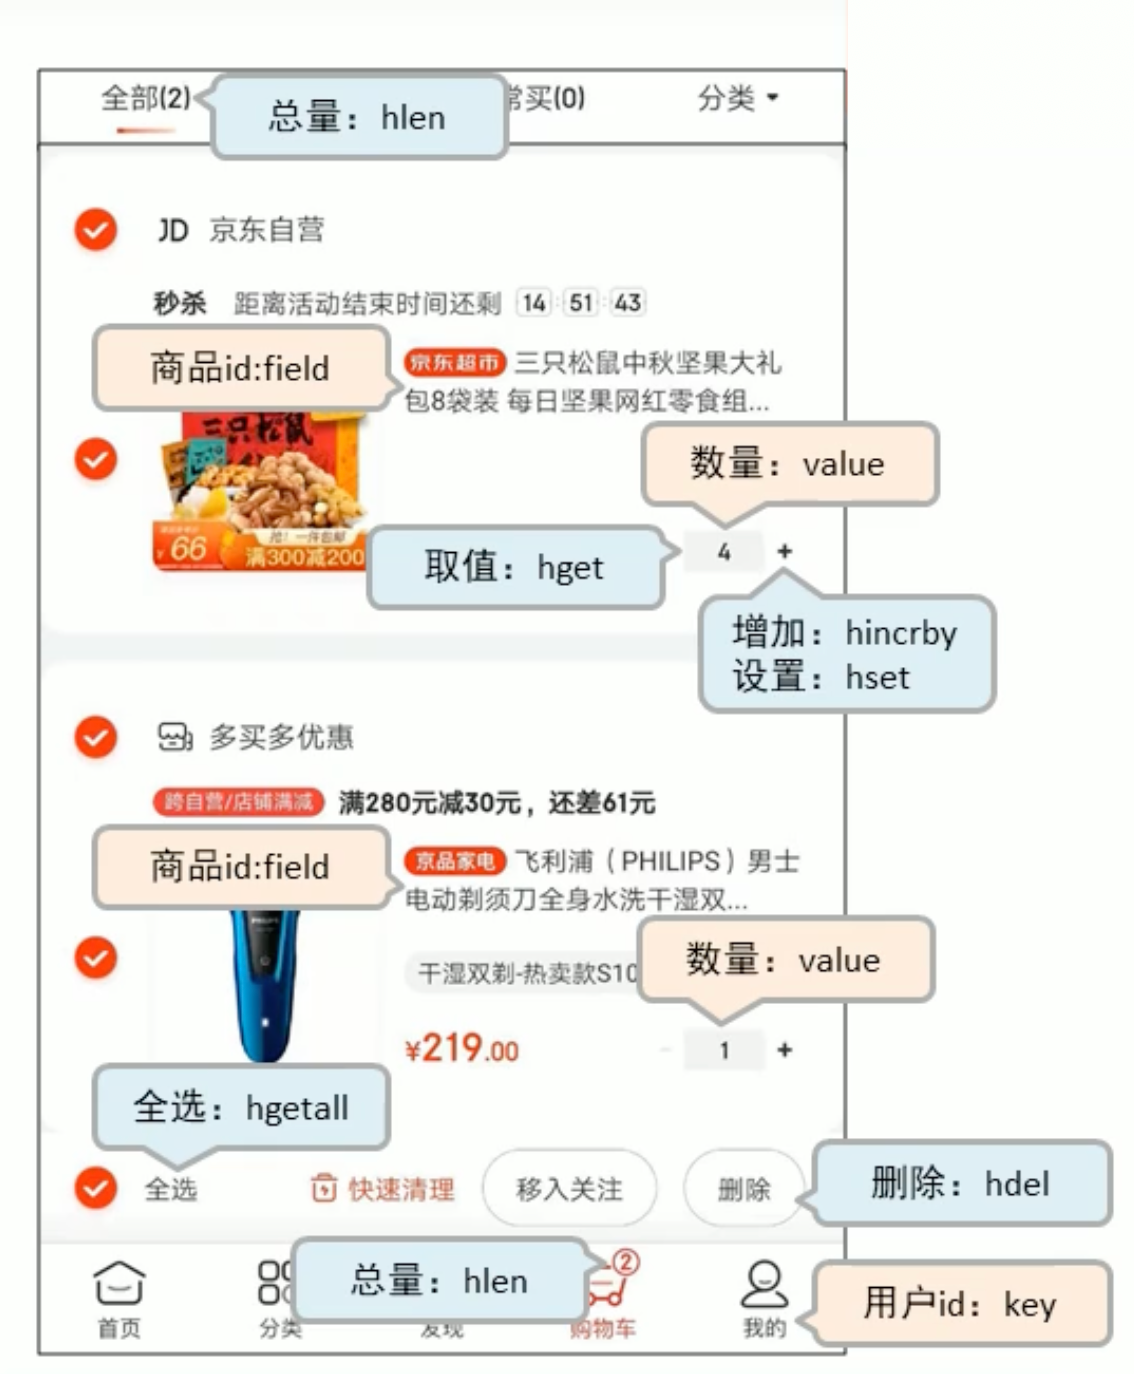 全部(2)
总量：hlen
常买(0)
分类
JD 京东自营
秒杀 距离活动结束时间还剩 14:51:43
商品id:field
京东超市 三只松鼠中秋坚果大礼
包8袋装 每日坚果网红零食组...
三只松鼠
数量：value
¥66
满300减200
取值：hget
4 +
增加：hincrby
设置：hset
多买多优惠
跨自营/店铺满减 满280元减30元，还差61元
商品id:field
京品家电 飞利浦（PHILIPS）男士
电动剃须刀全身水洗干湿双...
PHILIPS
干湿双剃-热卖款S10
数量：value
¥219.00
- 1 +
全选：hgetall
全选
快速清理
移入关注
删除
删除：hdel
总量：hlen
2
用户id：key
首页
分类
发现
购物车
我的